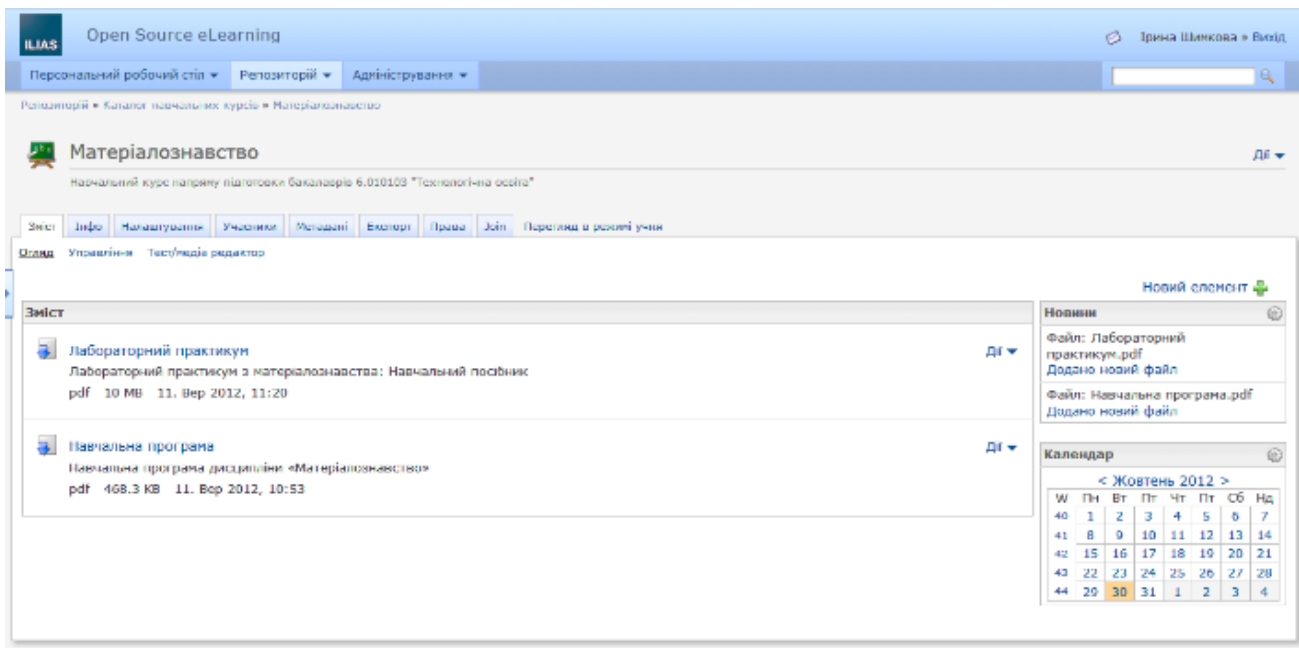 ILIAS
Open Source eLearning
Ірина Шимкова » Вихід
Персональний робочий стіл
Репозиторій
Адміністрування
Репозиторій » Каталог навчальних курсів » Матеріалознавство
Матеріалознавство
Дії
Навчальний курс напряму підготовки бакалаврів 6.010103 "Технологічна освіта"
Зміст Інфо Налаштування Учасники Метадані Експорт Права Join Перегляд в режимі учня
Огляд Управління Тест/медіа редактор
Новий елемент
Зміст
Лабораторний практикум
Дії
Лабораторний практикум з матеріалознавства: Навчальний посібник
pdf 10 MB 11. Вер 2012, 11:20
Навчальна програма
Дії
Навчальна програма дисципліни «Матеріалознавство»
pdf 468.3 KB 11. Вер 2012, 10:53
Новини
Файл: Лабораторний
практикум.pdf
Додано новий файл
Файл: Навчальна програма.pdf
Додано новий файл
Календар
< Жовтень 2012 >
W Пн Вт Пт Чт Пт Сб Нд
40 1 2 3 4 5 6 7
41 8 9 10 11 12 13 14
42 15 16 17 18 19 20 21
43 22 23 24 25 26 27 28
44 29 30 31 1 2 3 4